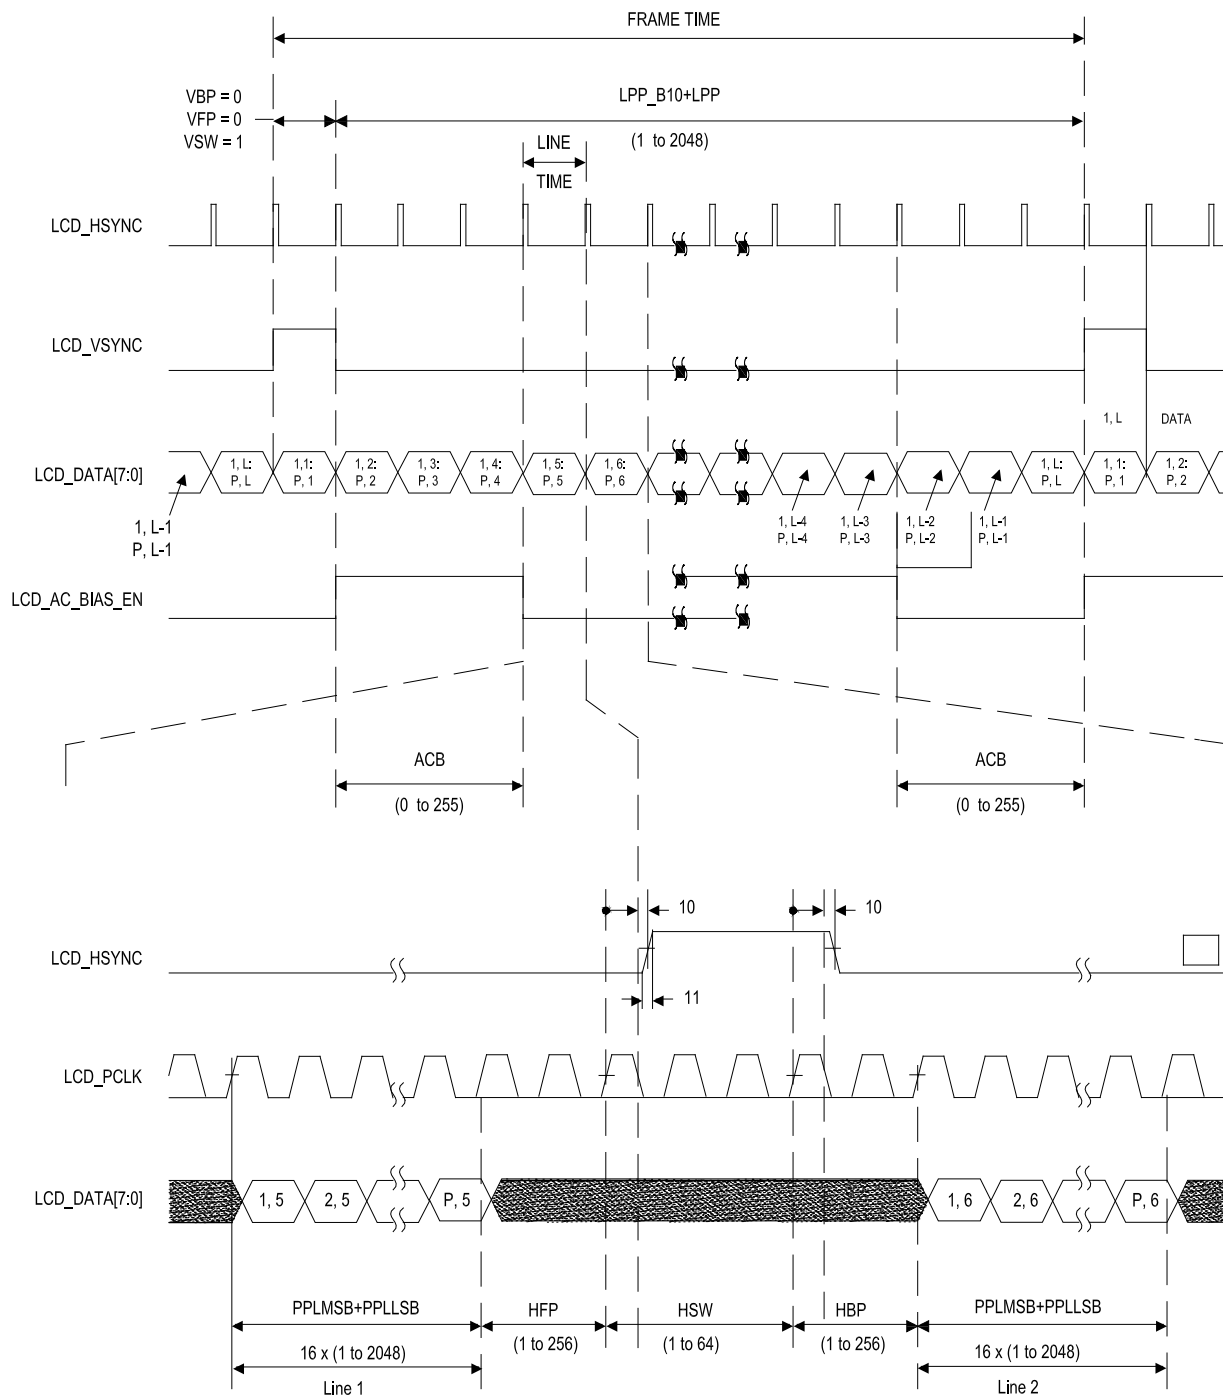 FRAME TIME
VBP = 0
VFP = 0
VSW = 1
LPP_B10+LPP
(1 to 2048)
LINE
TIME
LCD_HSYNC
LCD_VSYNC
1, L DATA
LCD_DATA[7:0]
1, L: 1,1: 1, 2: 1, 3: 1, 4: 1, 5: 1, 6: 1, L: 1, 1: 1, 2:
P, L P, 1 P, 2 P, 3 P, 4 P, 5 P, 6 P, L P, 1 P, 2
1, L-1
P, L-1
1, L-4 1, L-3 1, L-2 1, L-1
P, L-4 P, L-3 P, L-2 P, L-1
LCD_AC_BIAS_EN
ACB ACB
(0 to 255) (0 to 255)
10 10
LCD_HSYNC
11
LCD_PCLK
LCD_DATA[7:0]
1, 5 2, 5 P, 5 1, 6 2, 6 P, 6
PPLMSB+PPLLSB HFP HSW HBP PPLMSB+PPLLSB
(1 to 256) (1 to 64) (1 to 256)
16 x (1 to 2048) 16 x (1 to 2048)
Line 1 Line 2